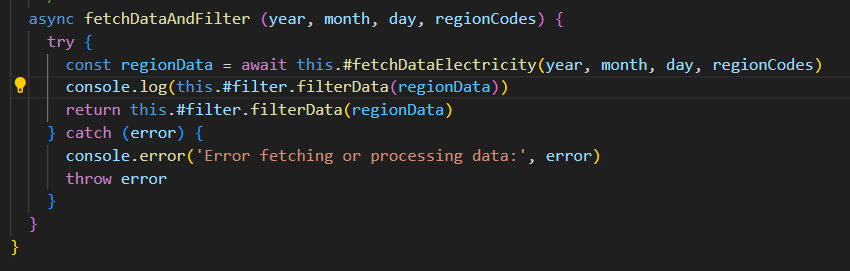 async fetchDataAndFilter (year, month, day, regionCodes) {
try {
const regionData = await this.#fetchDataElectricity(year, month, day, regionCodes)
console.log(this.#filter.filterData(regionData))
return this.#filter.filterData(regionData)
} catch (error) {
console.error('Error fetching or processing data:', error)
throw error
}
}
}